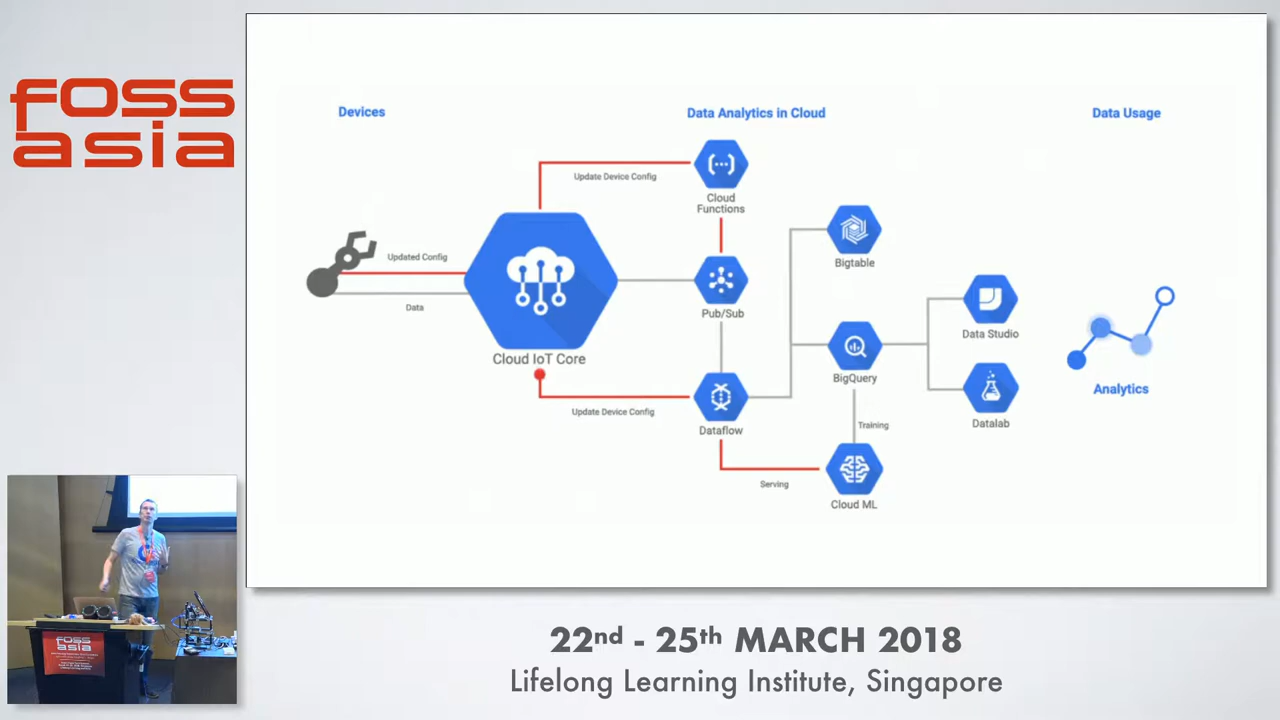 foss
asia
Devices
Data Analytics in Cloud
Data Usage
Update Device Config
Cloud
Functions
Bigtable
Updated Config
Data
Pub/Sub
Cloud IoT Core
Data Studio
BigQuery
Analytics
Update Device Config
Dataflow
Training
Datalab
Serving
Cloud ML
foss
asia
22nd - 25th MARCH 2018
Lifelong Learning Institute, Singapore